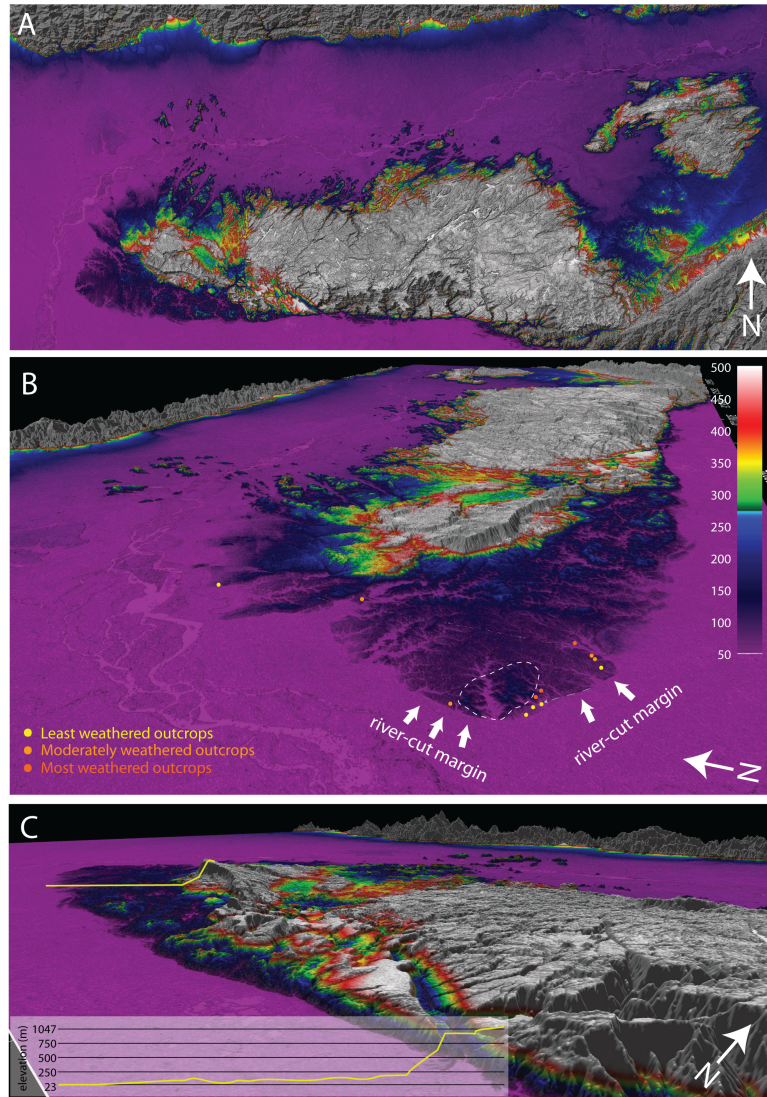 A
N
B
500
450
400
350
300
250
200
150
100
50
river-cut margin
river-cut margin
Least weathered outcrops
Moderately weathered outcrops
Most weathered outcrops
N
C
elevation (m)
1047
750
500
250
23
N